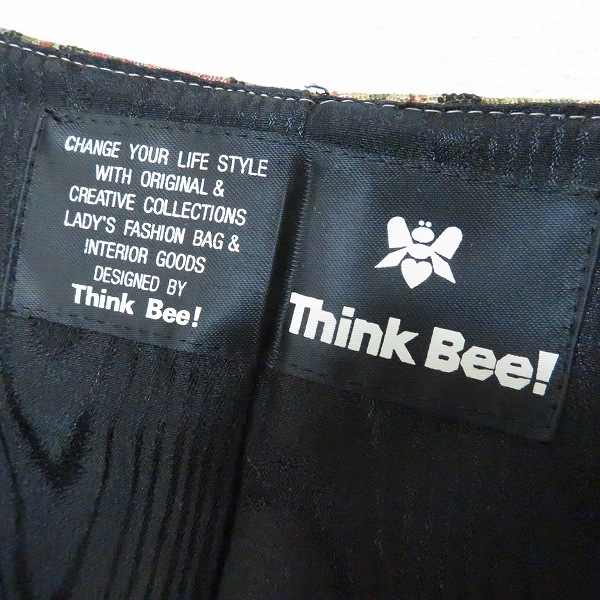 CHANGE YOUR LIFE STYLE
WITH ORIGINAL &
CREATIVE COLLECTIONS
LADY'S FASHION BAG &
INTERIOR GOODS
DESIGNED BY
Think Bee!
Think Bee!